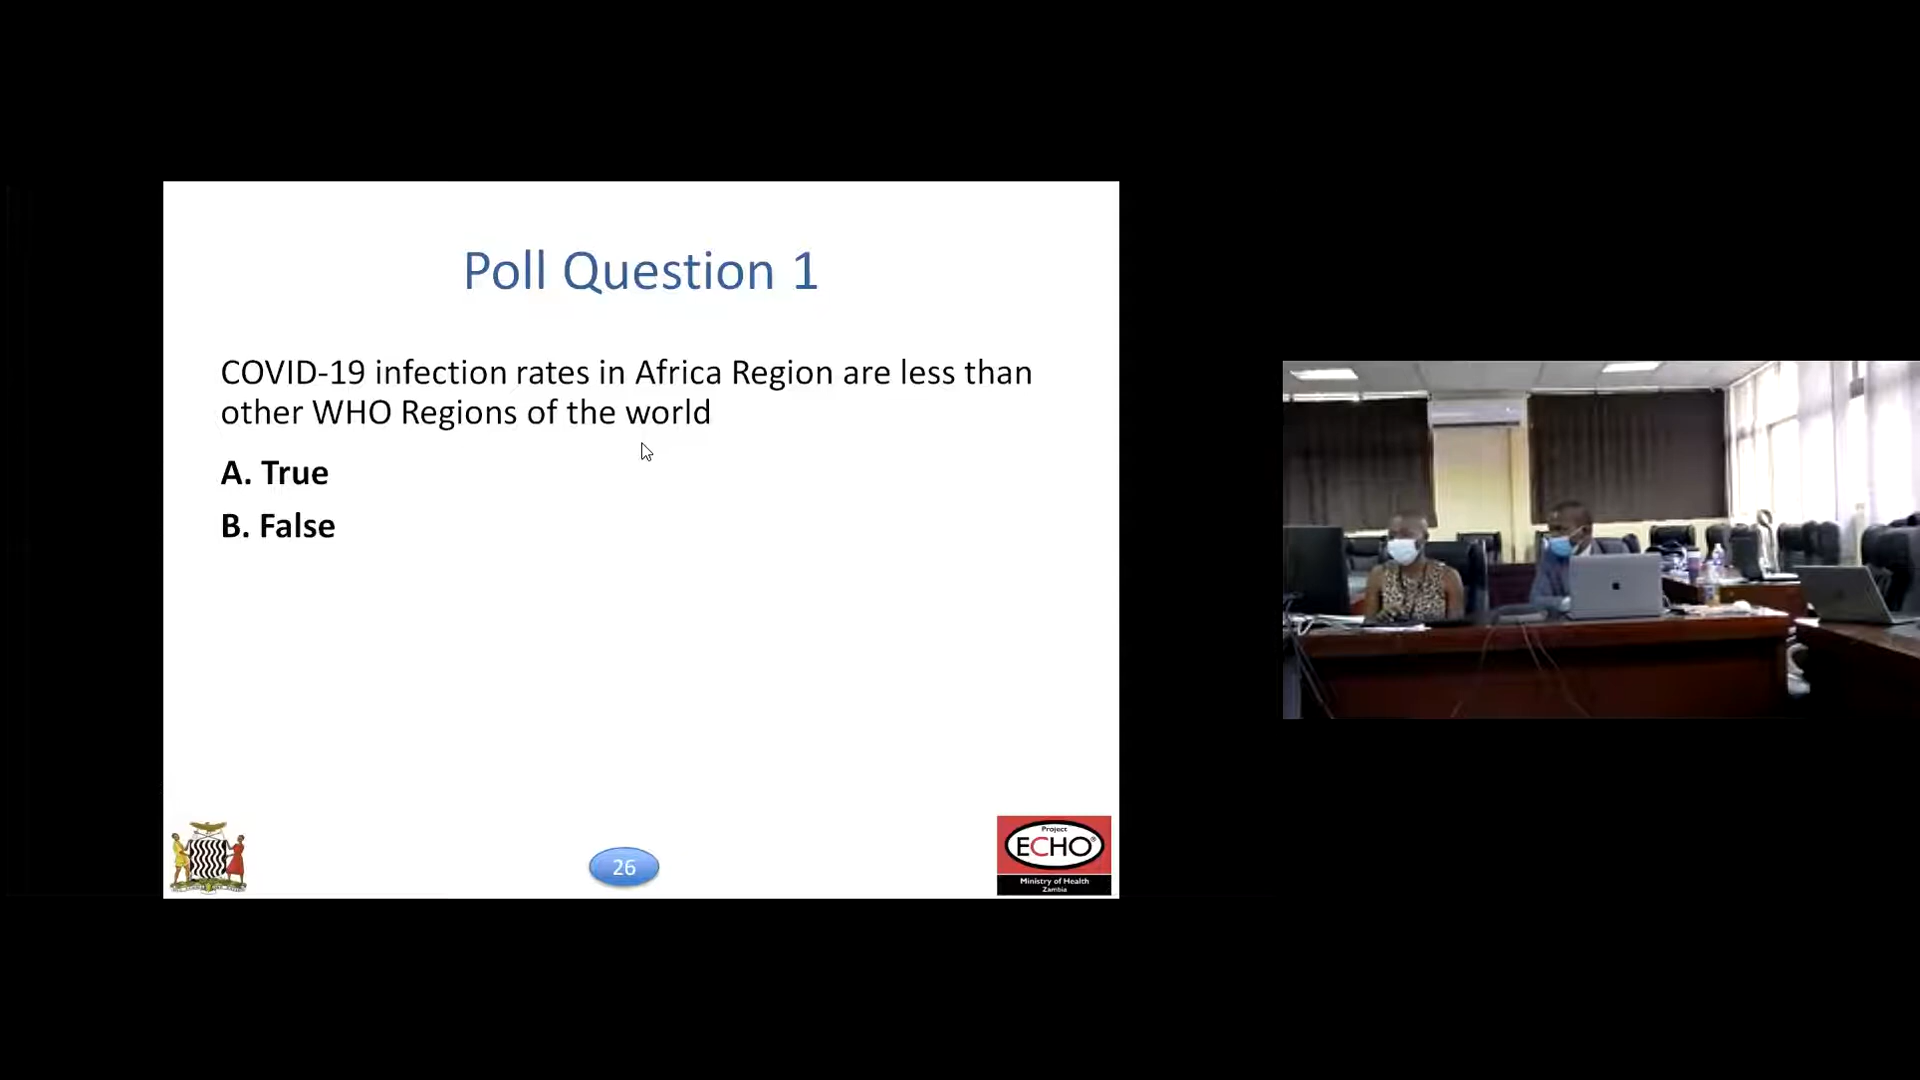 Poll Question 1
COVID-19 infection rates in Africa Region are less than
other WHO Regions of the world
A. True
B. False
26
Project
ECHO®
Ministry of Health
Zambia